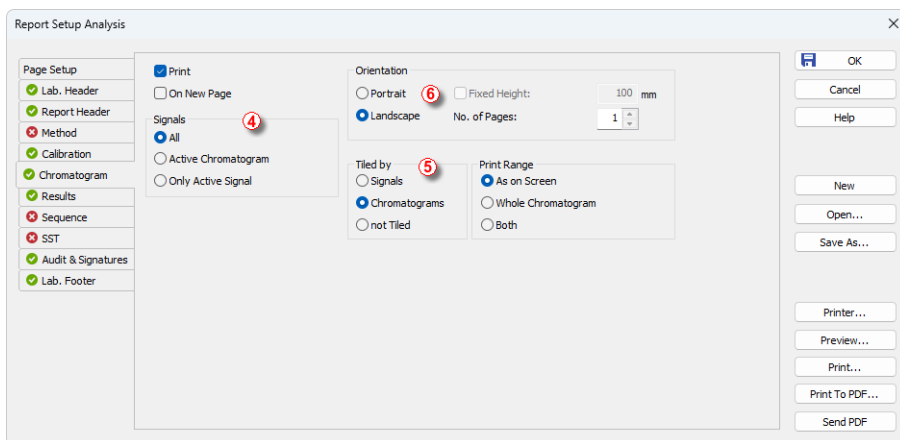 Report Setup Analysis
Page Setup
Lab. Header
Report Header
Method
Calibration
Chromatogram
Results
Sequence
SST
Audit & Signatures
Lab. Footer
Print
On New Page
Signals
4
All
Active Chromatogram
Only Active Signal
Orientation
Portrait
6
Fixed Height: 100 mm
Landscape
No. of Pages: 1
Tiled by
5
Signals
Chromatograms
not Tiled
Print Range
As on Screen
Whole Chromatogram
Both
OK
Cancel
Help
New
Open...
Save As...
Printer...
Preview...
Print...
Print To PDF...
Send PDF